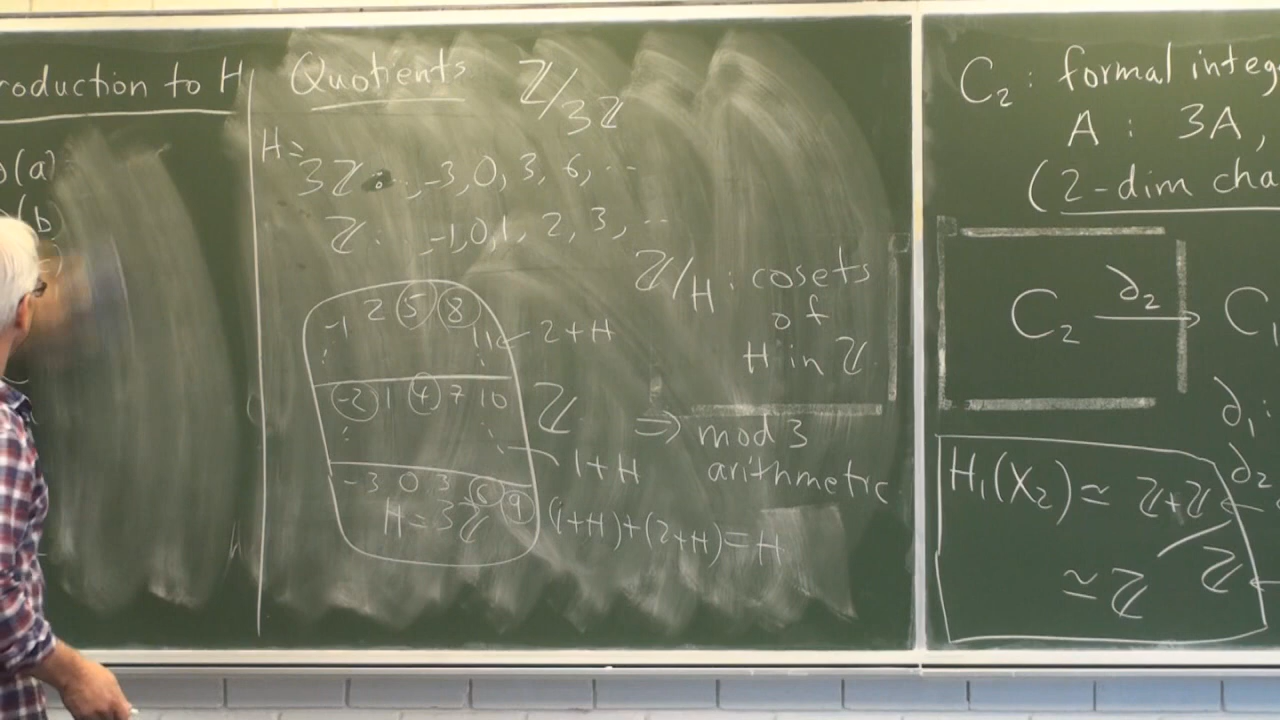 roduction to H
(a)
(b)
Quotients ℤ/3ℤ
H =
3ℤ : .., -3, 0, 3, 6, ...
ℤ : .., -1, 0, 1, 2, 3, ..
-1 2 5 8 11
2+H
-2 1 4 7 10
ℤ
1+H
-3 0 3 6 9
H = 3ℤ
(1+H)+(2+H)=H
ℤ/H : cosets
of
H in ℤ
⇒ mod 3
arithmetic
C₂ : formal integ
A : 3A,
(2-dim cha
C₂ ∂₂→ C₁
∂₁:
∂₂
H₁(X₂) ≃ ℤ+ℤ / ℤ
≃ ℤ